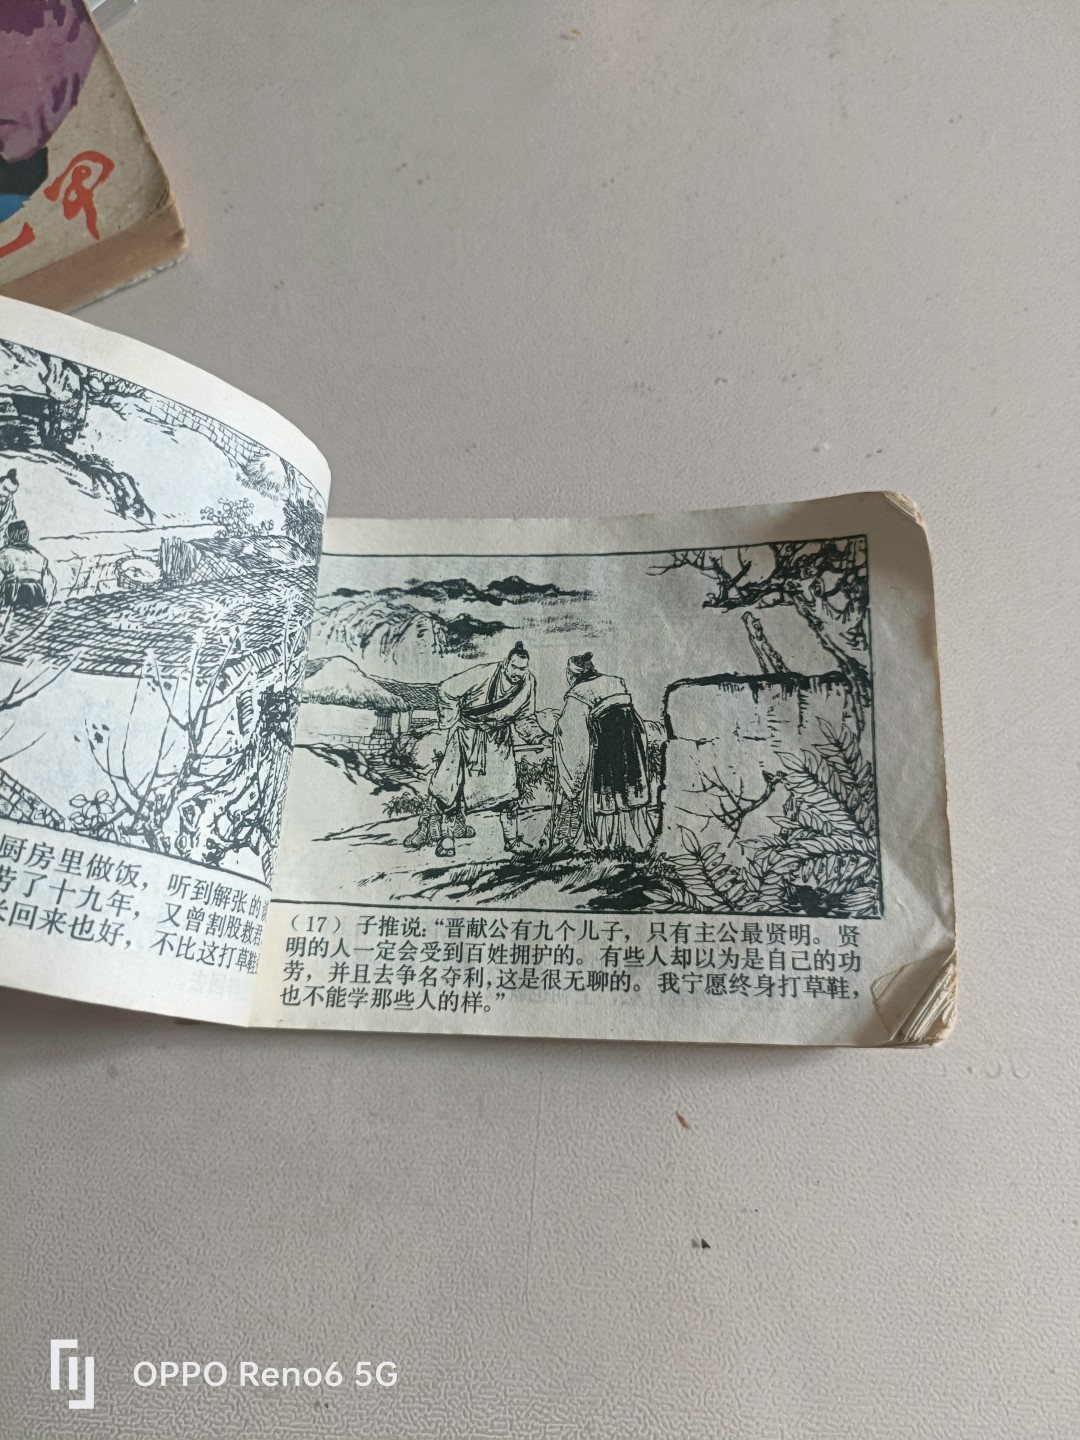 厨房里做饭，听到解张的
劳了十九年，又曾割股救君
回来也好，不比这打草鞋
（17）子推说：“晋献公有九个儿子，只有主公最贤明。贤
明的人一定会受到百姓拥护的。有些人却以为是自己的功
劳，并且去争名夺利，这是很无聊的。我宁愿终身打草鞋，
也不能学那些人的样。”
OPPO Reno6 5G